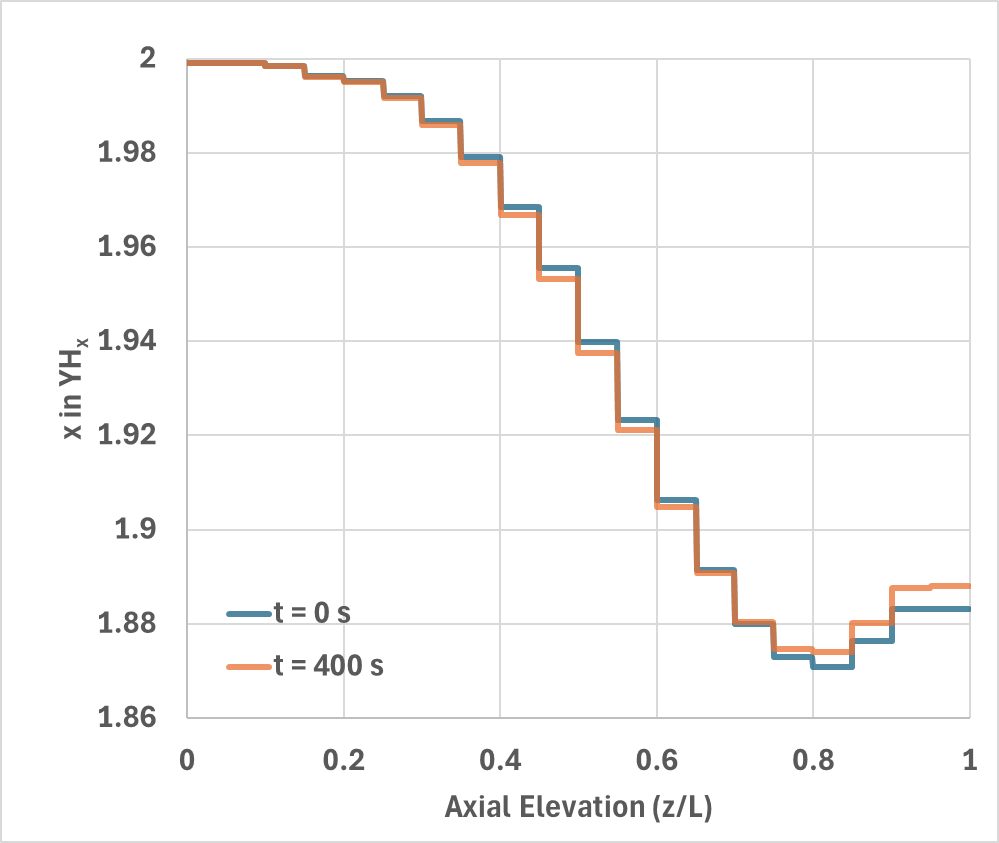 2
1.98
1.96
1.94
1.92
1.9
1.88
1.86
x in YHₓ
t = 0 s
t = 400 s
0 0.2 0.4 0.6 0.8 1
Axial Elevation (z/L)